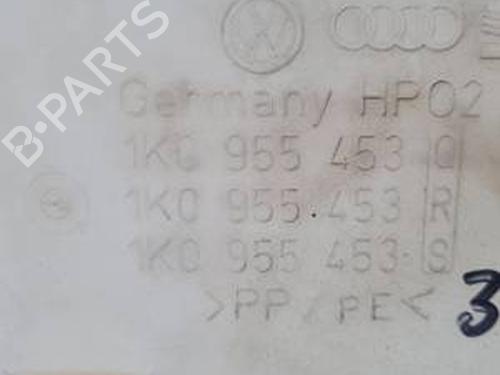 B-PARTS
Germany HP02
1K0 955 453 Q
1K0 955 453 R
1K0 955 453 S
>PP/PE<
3